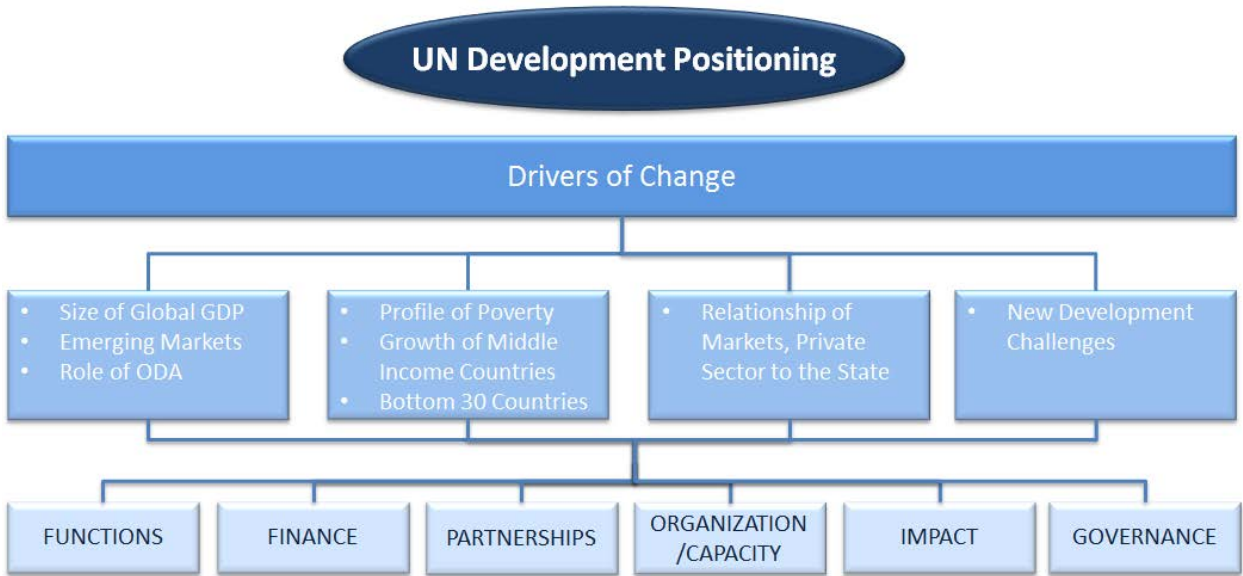 UN Development Positioning
Drivers of Change
• Size of Global GDP
• Emerging Markets
• Role of ODA
• Profile of Poverty
• Growth of Middle
Income Countries
• Bottom 30 Countries
• Relationship of
Markets, Private
Sector to the State
• New Development
Challenges
FUNCTIONS
FINANCE
PARTNERSHIPS
ORGANIZATION
/CAPACITY
IMPACT
GOVERNANCE